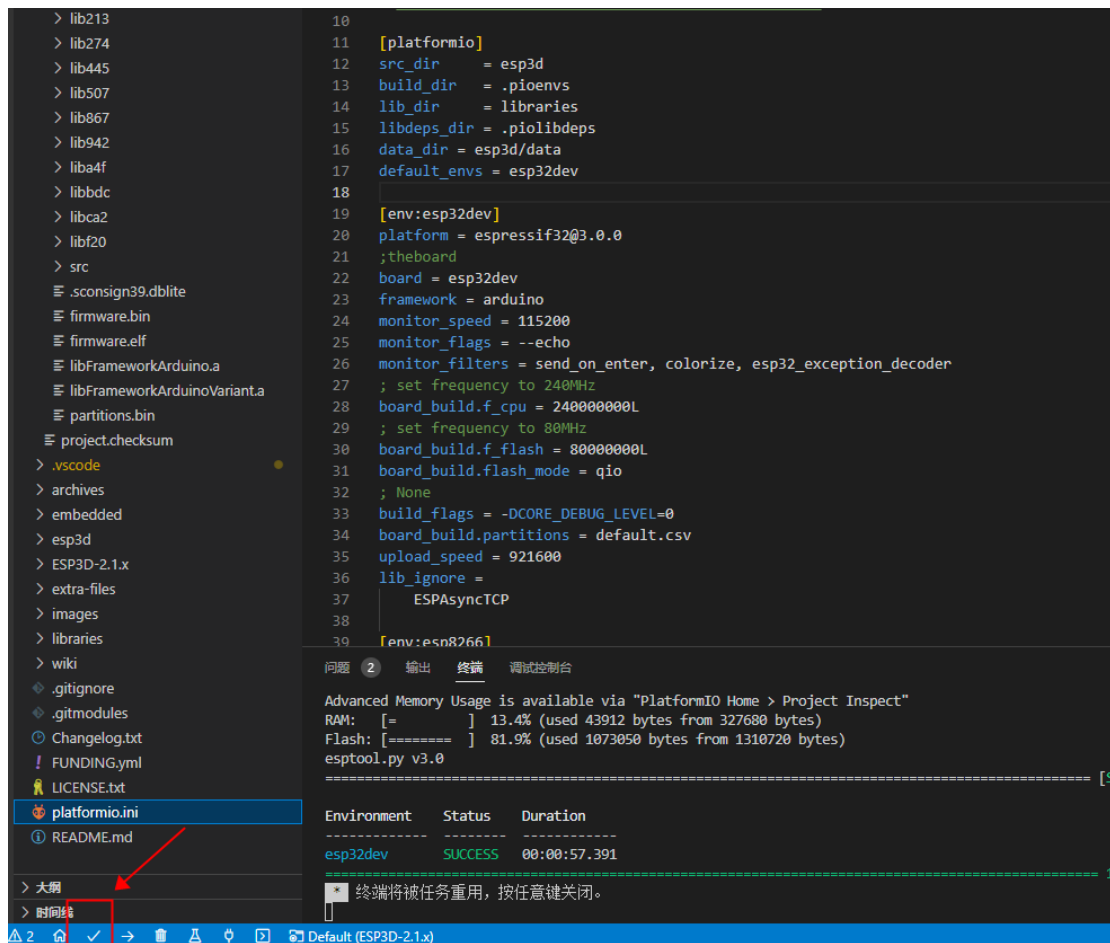 lib213
lib274
lib445
lib507
lib867
lib942
liba4f
libbdc
libca2
libf20
src
.sconsign39.dblite
firmware.bin
firmware.elf
libFrameworkArduino.a
libFrameworkArduinoVariant.a
partitions.bin
project.checksum
.vscode
archives
embedded
esp3d
ESP3D-2.1.x
extra-files
images
libraries
wiki
.gitignore
.gitmodules
Changelog.txt
FUNDING.yml
LICENSE.txt
platformio.ini
README.md
大纲
时间线
10
11 [platformio]
12 src_dir = esp3d
13 build_dir = .pioenvs
14 lib_dir = libraries
15 libdeps_dir = .piolibdeps
16 data_dir = esp3d/data
17 default_envs = esp32dev
18
19 [env:esp32dev]
20 platform = espressif32@3.0.0
21 ;theboard
22 board = esp32dev
23 framework = arduino
24 monitor_speed = 115200
25 monitor_flags = --echo
26 monitor_filters = send_on_enter, colorize, esp32_exception_decoder
27 ; set frequency to 240MHz
28 board_build.f_cpu = 240000000L
29 ; set frequency to 80MHz
30 board_build.f_flash = 80000000L
31 board_build.flash_mode = qio
32 ; None
33 build_flags = -DCORE_DEBUG_LEVEL=0
34 board_build.partitions = default.csv
35 upload_speed = 921600
36 lib_ignore =
37 ESPAsyncTCP
38
39 [env:esp8266]
问题 2 输出 终端 调试控制台
Advanced Memory Usage is available via "PlatformIO Home > Project Inspect"
RAM: [= ] 13.4% (used 43912 bytes from 327680 bytes)
Flash: [======== ] 81.9% (used 1073050 bytes from 1310720 bytes)
esptool.py v3.0
========================================================================================= [S
Environment Status Duration
------------- -------- ------------
esp32dev SUCCESS 00:00:57.391
========================================================================================== 1
* 终端将被任务重用，按任意键关闭。
2 Default (ESP3D-2.1.x)